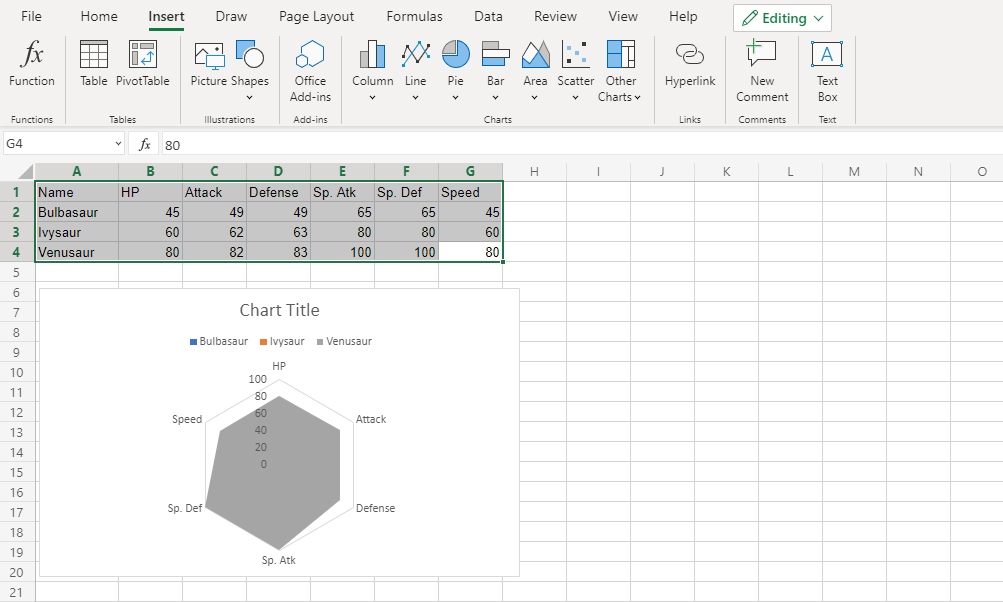 File Home Insert Draw Page Layout Formulas Data Review View Help Editing
fx
Function Table PivotTable Picture Shapes Office Add-ins Column Line Pie Bar Area Scatter Other Charts Hyperlink New Comment A Text Box
Functions Tables Illustrations Add-ins Charts Links Comments Text
G4 fx 80
A B C D E F G H I J K L M N O
1 Name HP Attack Defense Sp. Atk Sp. Def Speed
2 Bulbasaur 45 49 49 65 65 45
3 Ivysaur 60 62 63 80 80 60
4 Venusaur 80 82 83 100 100 80
5
6
7 Chart Title
8
9 Bulbasaur Ivysaur Venusaur
10 HP
100
11 80
12 60
Speed Attack
13 40
14 20
15 0
16
17 Sp. Def Defense
18
19 Sp. Atk
20
21